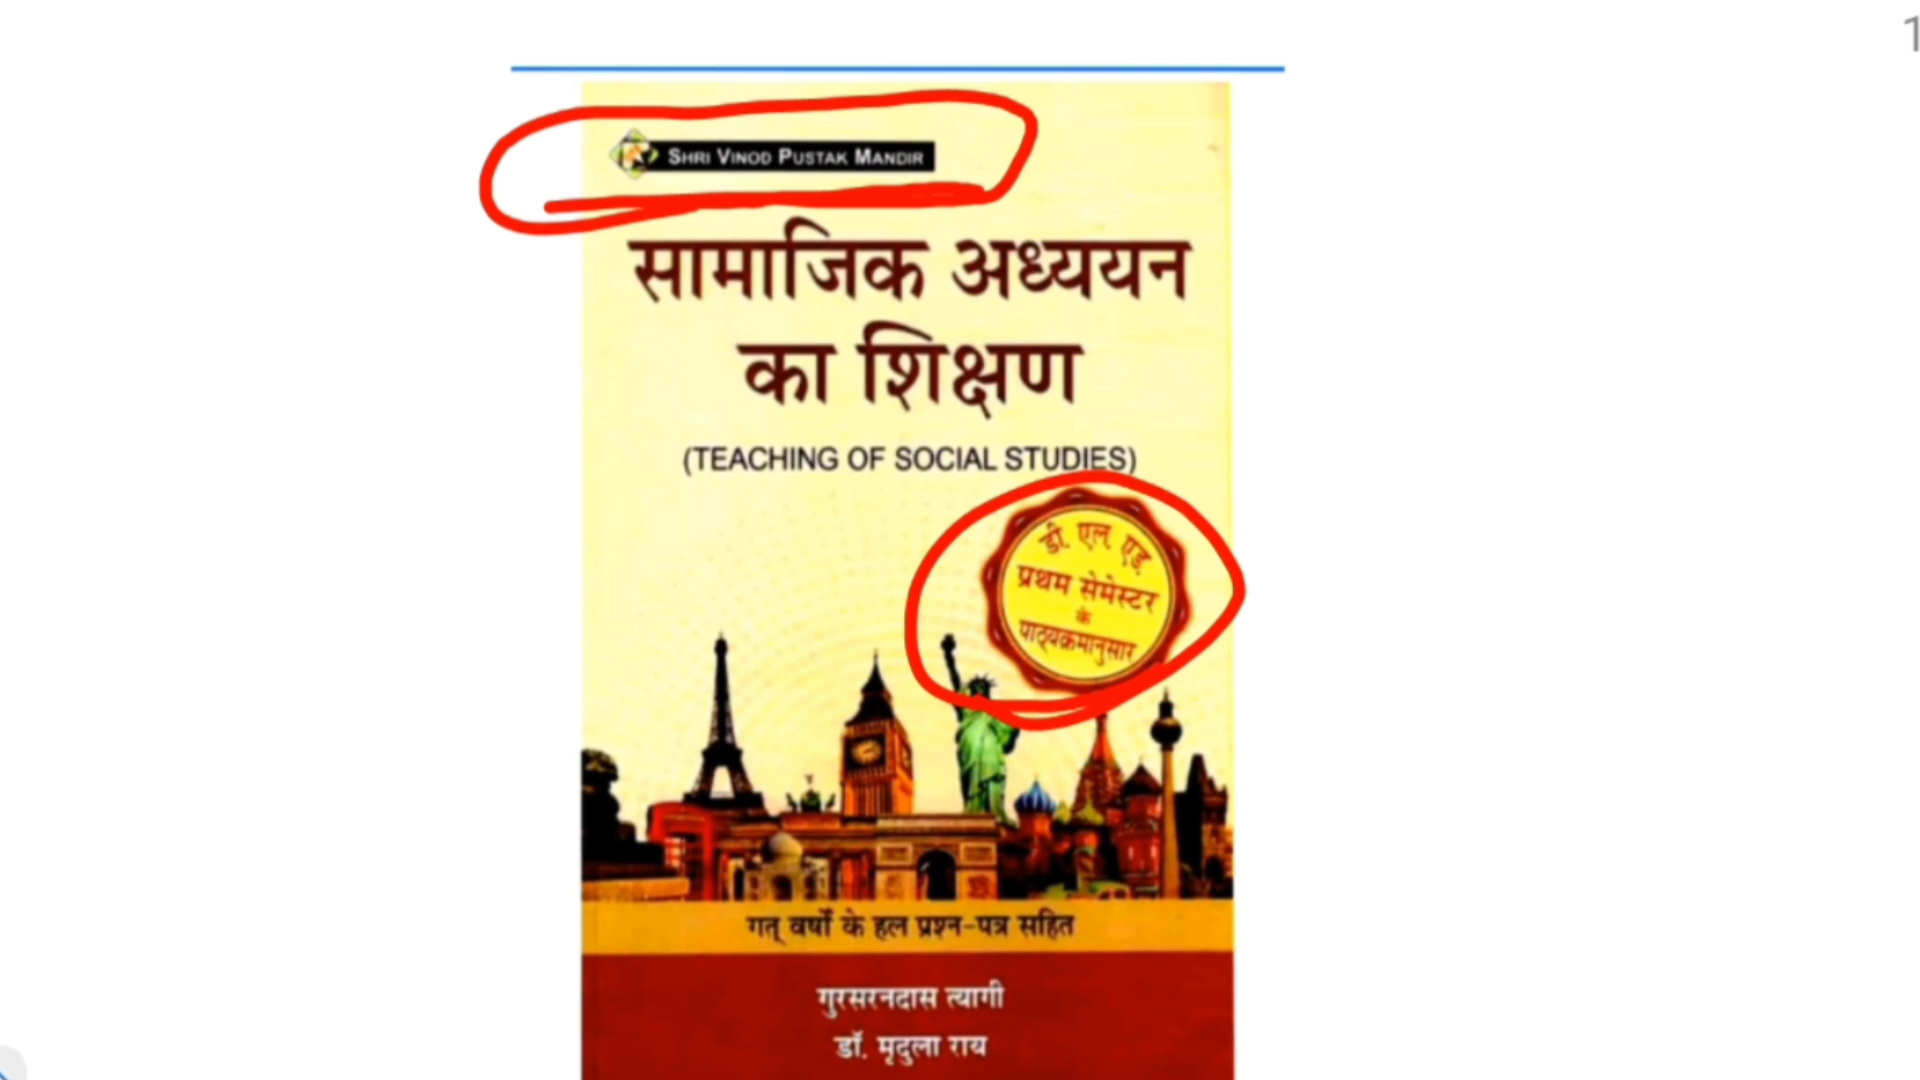 1
SHRI VINOD PUSTAK MANDIR
सामाजिक अध्ययन
का शिक्षण
(TEACHING OF SOCIAL STUDIES)
डी. एल. एड.
प्रथम सेमेस्टर
के
पाठ्यक्रमानुसार
गत् वर्षों के हल प्रश्न-पत्र सहित
गुरसरनदास त्यागी
डॉ. मृदुला राय